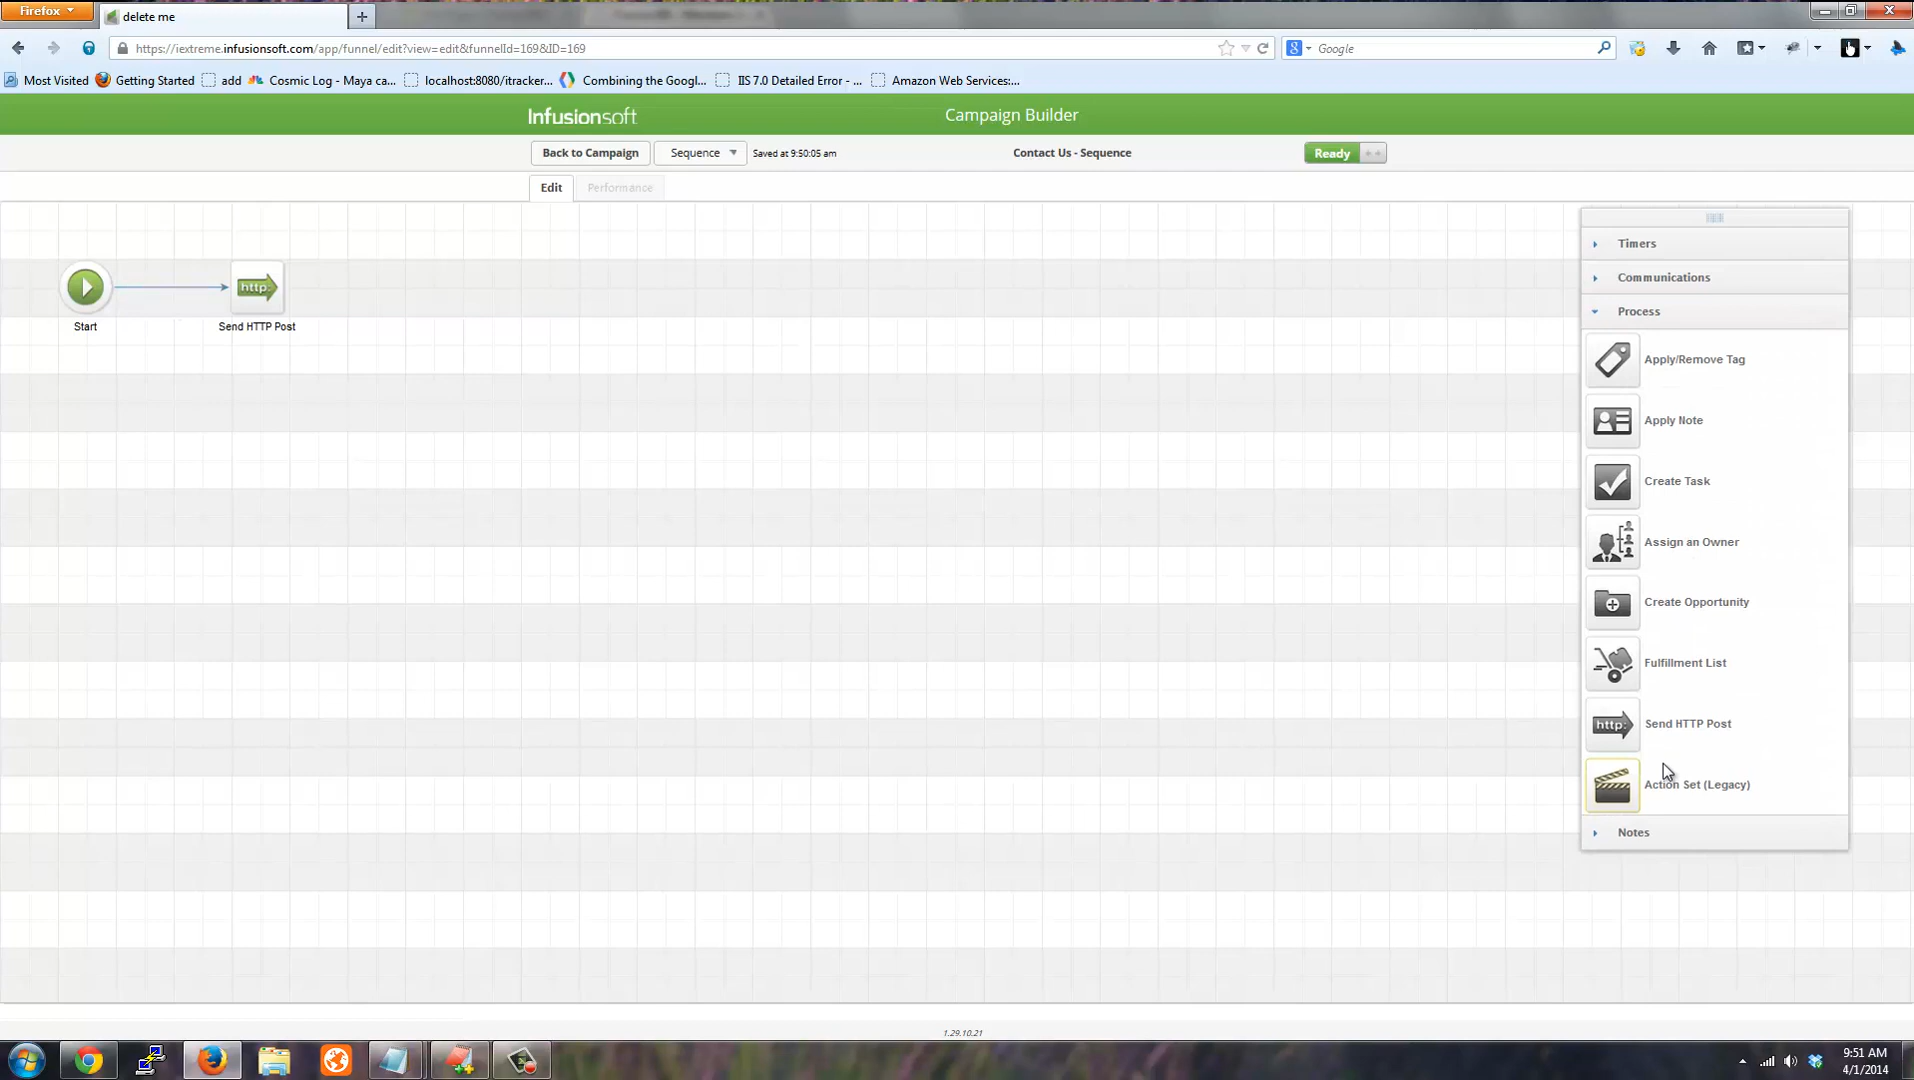 Firefox
delete me
https://iextreme.infusionsoft.com/app/funnel/edit?view=edit&funnelId=169&ID=169
Google
Most Visited
Getting Started
add
Cosmic Log - Maya ca...
localhost:8080/itracker...
Combining the Googl...
IIS 7.0 Detailed Error - ...
Amazon Web Services:...
Infusionsoft
Campaign Builder
Back to Campaign
Sequence
Saved at 9:50:05 am
Contact Us - Sequence
Ready
Edit
Performance
Start
http:
Send HTTP Post
Timers
Communications
Process
Apply/Remove Tag
Apply Note
Create Task
Assign an Owner
Create Opportunity
Fulfillment List
http:
Send HTTP Post
Action Set (Legacy)
Notes
1.29.10.21
9:51 AM
4/1/2014